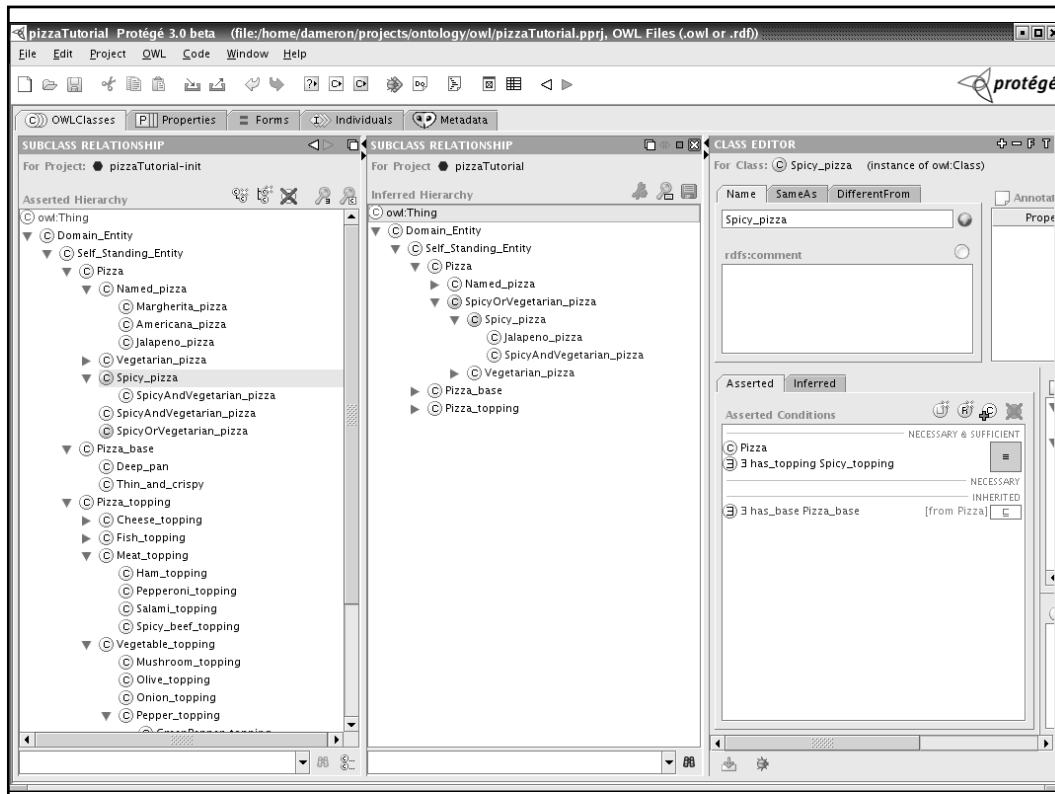 pizzaTutorial Protégé 3.0 beta (file:/home/dameron/projects/ontology/owl/pizzaTutorial.pprj, OWL Files (.owl or .rdf))
File Edit Project OWL Code Window Help
protégé
OWLClasses Properties Forms Individuals Metadata
SUBCLASS RELATIONSHIP
For Project: pizzaTutorial-init
Asserted Hierarchy
owl:Thing
Domain_Entity
Self_Standing_Entity
Pizza
Named_pizza
Margherita_pizza
Americana_pizza
Jalapeno_pizza
Vegetarian_pizza
Spicy_pizza
SpicyAndVegetarian_pizza
SpicyAndVegetarian_pizza
SpicyOrVegetarian_pizza
Pizza_base
Deep_pan
Thin_and_crispy
Pizza_topping
Cheese_topping
Fish_topping
Meat_topping
Ham_topping
Pepperoni_topping
Salami_topping
Spicy_beef_topping
Vegetable_topping
Mushroom_topping
Olive_topping
Onion_topping
Pepper_topping
SUBCLASS RELATIONSHIP
For Project pizzaTutorial
Inferred Hierarchy
owl:Thing
Domain_Entity
Self_Standing_Entity
Pizza
Named_pizza
SpicyOrVegetarian_pizza
Spicy_pizza
Jalapeno_pizza
SpicyAndVegetarian_pizza
Vegetarian_pizza
Pizza_base
Pizza_topping
CLASS EDITOR
For Class: Spicy_pizza (instance of owl:Class)
Name SameAs DifferentFrom
Annotat
Spicy_pizza
Prope
rdfs:comment
Asserted Inferred
Asserted Conditions
NECESSARY & SUFFICIENT
Pizza
∃ has_topping Spicy_topping
NECESSARY
INHERITED
∃ has_base Pizza_base [from Pizza]